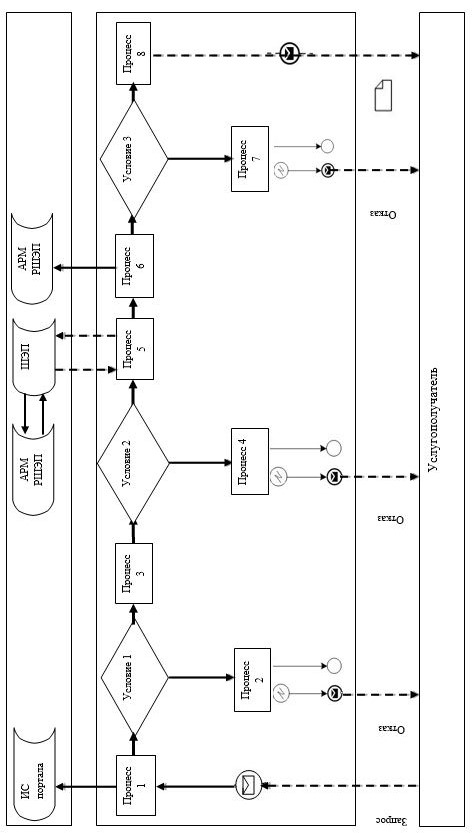 Процесс
8
Условие 3
Процесс
7
Отказ
АРМ
РШЭП
Процесс
6
ШЭП
Процесс
5
АРМ
РШЭП
Условие 2
Процесс 4
Отказ
Услугополучатель
Процесс
3
Условие 1
Процесс
2
Отказ
ИС
портала
Процесс
1
Запрос